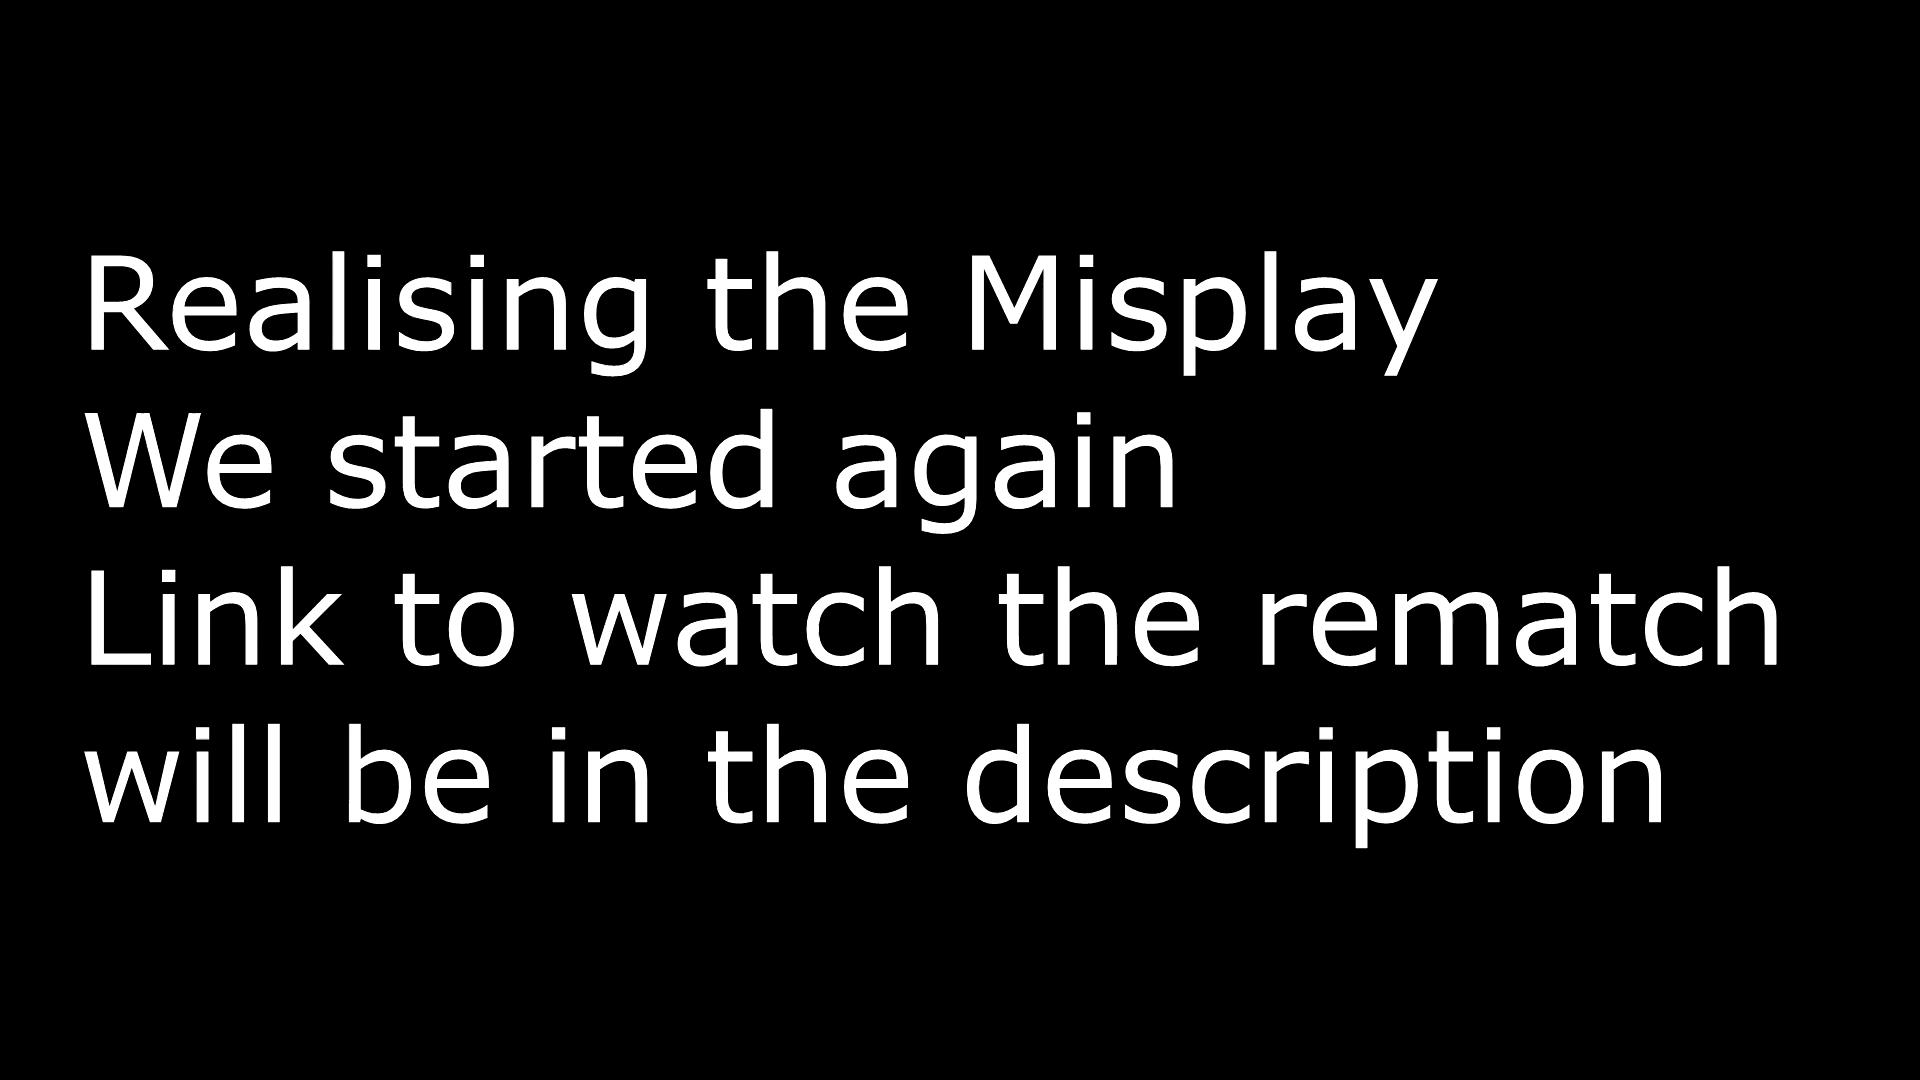 Realising the Misplay
We started again
Link to watch the rematch
will be in the description